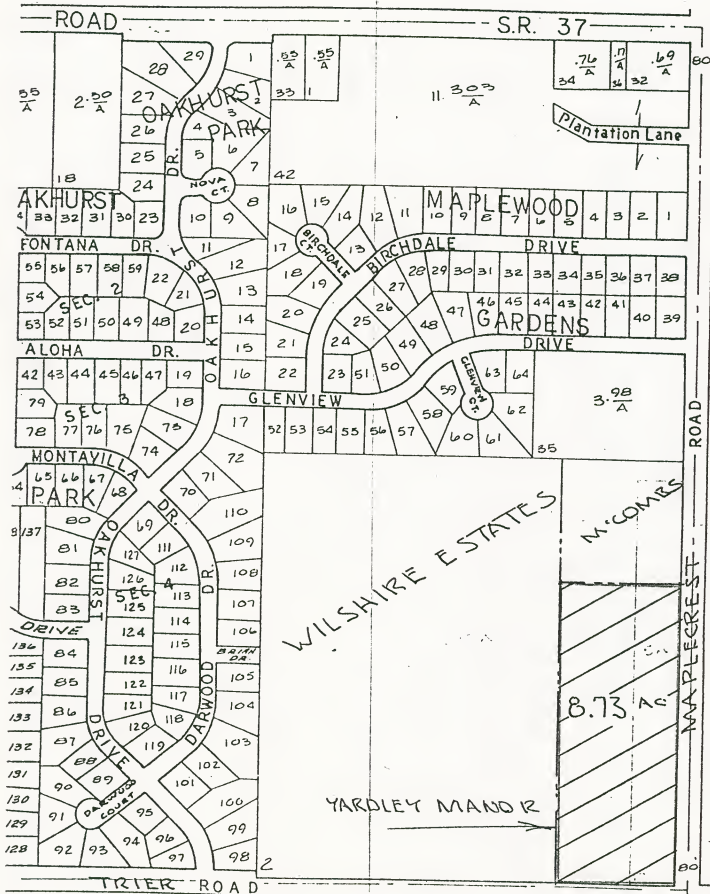 ROAD S.R. 37
28 29 1 .53 A .55 A 11.303 A .76 A .17 A .69 A 80
55 A 2.50 A 27 OAKHURST 3 2 33 1 34 36 32
26 4 PARK Plantation Lane
25 DR. 5 6 7
18 24 NOVA CT. 42
AKHURST 8 16 15 14 12 11 MAPLEWOOD
33 32 31 30 23 10 9 10 9 8 7 6 5 4 3 2 1
FONTANA DR. 11 17 BIRCHDALE CT. 13 BIRCHDALE DRIVE
55 56 57 58 59 22 12 18 19 27 28 29 30 31 32 33 34 35 36 37 38
54 SEC. 2 21 OAKHURST 13 20 26 47 46 45 44 43 42 41 40 39
53 52 51 50 49 48 20 14 25 48 GARDENS
ALOHA DR. 15 21 24 49 DRIVE
42 43 44 45 46 47 19 16 22 23 51 50 GLENVIEW CT. 63 64
79 SEC 3 18 GLENVIEW 59 62 3.98 A
78 77 76 75 73 17 52 53 54 55 56 57 58 60 61 35 ROAD
MONTAVILLA 74 72
65 66 67 68 DR. 70 71
PARK
137 80 69 110 WILSHIRE ESTATES McCOMBS
81 OAKHURST 127 111 109
82 126 SEC 4 112 DR. 108
83 125 113 107
DRIVE 124 114 106
136 84 123 115 BRIAN DR.
135 85 122 116 105 MAPLECREST
134 86 121 117 DARWOOD 104 8.73 AC
133 DRIVE 120 118 103
132 87 119
131 88 89 102
130 90 DARWOOD COURT 101 YARDLEY MANOR
129 91 95 100
128 92 93 94 96 97 99 98 2 80.
TRIER ROAD